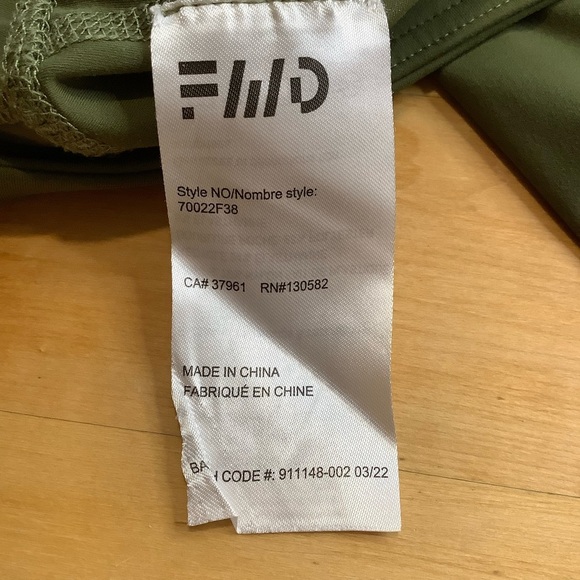 FWD
Style NO/Nombre style:
70022F38
CA# 37961 RN#130582
MADE IN CHINA
FABRIQUÉ EN CHINE
CODE #: 911148-002 03/22